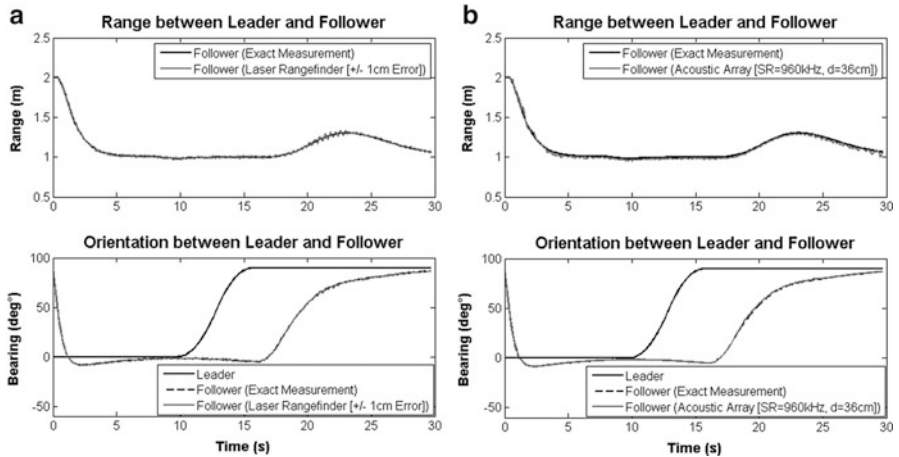 a
Range between Leader and Follower
2.5
2
1.5
1
0.5
Range (m)
Follower (Exact Measurement)
Follower (Laser Rangefinder [+/- 1cm Error])
0 5 10 15 20 25 30
Orientation between Leader and Follower
100
50
0
-50
Bearing (deg°)
Leader
Follower (Exact Measurement)
Follower (Laser Rangefinder [+/- 1cm Error])
0 5 10 15 20 25 30
Time (s)
b
Range between Leader and Follower
2.5
2
1.5
1
0.5
Range (m)
Follower (Exact Measurement)
Follower (Acoustic Array [SR=960kHz, d=36cm])
0 5 10 15 20 25 30
Orientation between Leader and Follower
100
50
0
-50
Bearing (deg°)
Leader
Follower (Exact Measurement)
Follower (Acoustic Array [SR=960kHz, d=36cm])
0 5 10 15 20 25 30
Time (s)